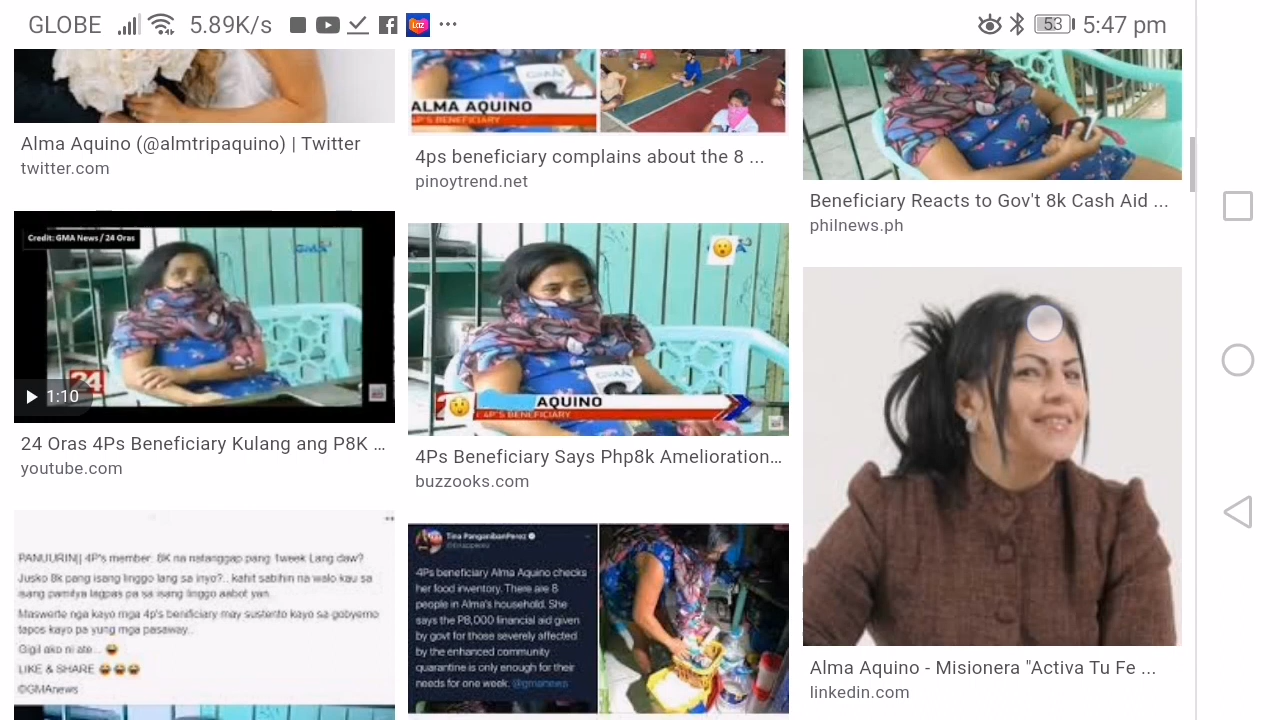 GLOBE 5.89K/s 53 5:47 pm
Alma Aquino (@almtripaquino) | Twitter
twitter.com
GMA
ALMA AQUINO
4P'S BENEFICIARY
4ps beneficiary complains about the 8 ...
pinoytrend.net
Beneficiary Reacts to Gov't 8k Cash Aid ...
philnews.ph
Credit: GMA News / 24 Oras
GMA
24
1:10
24 Oras 4Ps Beneficiary Kulang ang P8K ...
youtube.com
AQUINO
4P'S BENEFICIARY
4Ps Beneficiary Says Php8k Amelioration...
buzzooks.com
Alma Aquino - Misionera "Activa Tu Fe ...
linkedin.com
PANUURIN|| 4P's member: 8K na natanggap pang 1week Lang daw?
Jusko 8k pang isang linggo lang sa inyo?.. kahit sabihin na walo kau sa
isang pamilya lagpas pa sa isang linggo aabot yan..
Maswerte nga kayo mga 4p's benificiary may sustento kayo sa gobyerno
tapos kayo pa yung mga pasaway..
Gigil ako ni ate...
LIKE & SHARE
©GMAnews
Tina PanganibanPerez
4Ps beneficiary Alma Aquino checks
her food inventory. There are 8
people in Alma's household. She
says the P8,000 financial aid given
by govt for those severely affected
by the enhanced community
quarantine is only enough for their
needs for one week. @gmanews